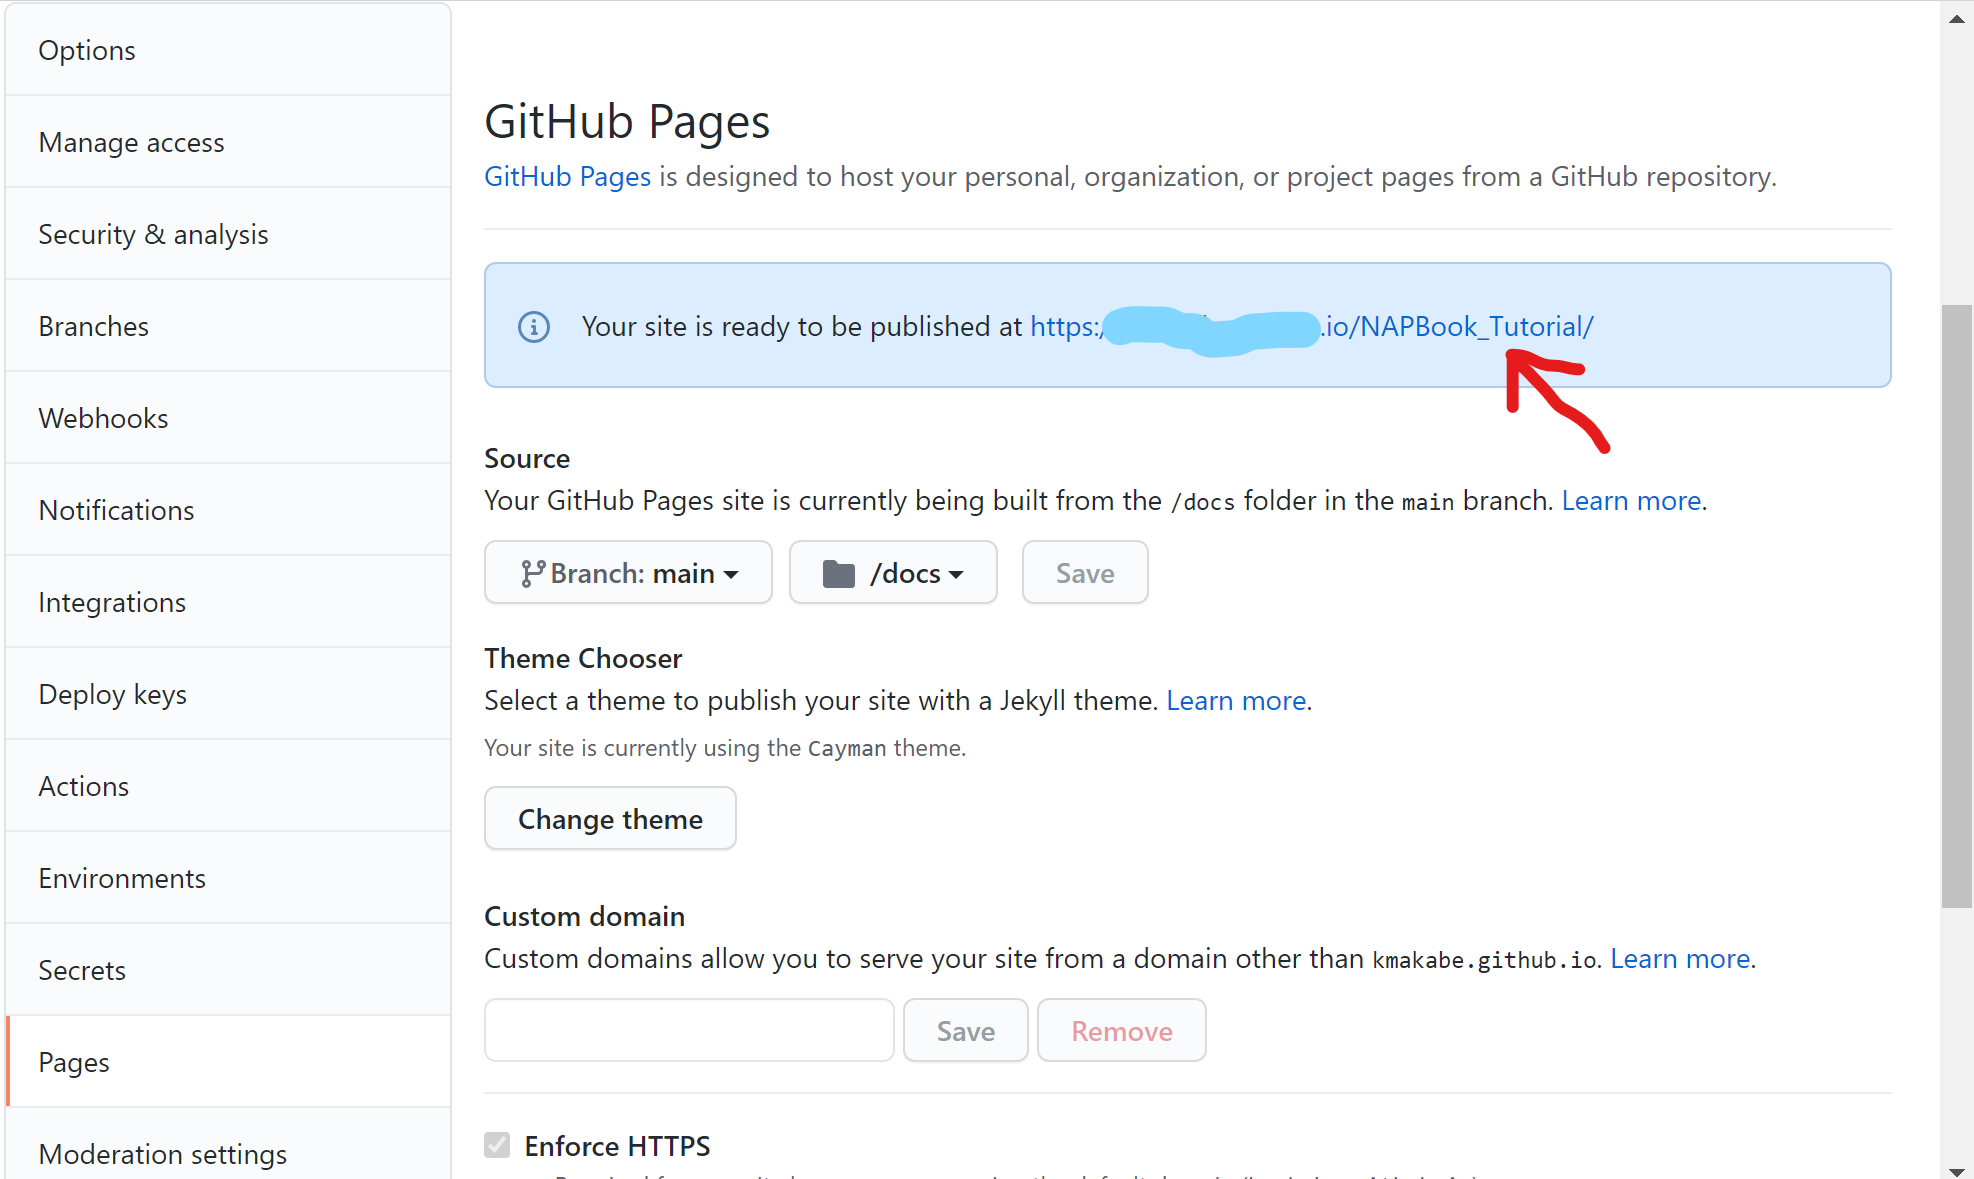 Options
Manage access
Security & analysis
Branches
Webhooks
Notifications
Integrations
Deploy keys
Actions
Environments
Secrets
Pages
Moderation settings
GitHub Pages
GitHub Pages is designed to host your personal, organization, or project pages from a GitHub repository.
Your site is ready to be published at https:/ .io/NAPBook_Tutorial/
Source
Your GitHub Pages site is currently being built from the /docs folder in the main branch. Learn more.
Branch: main /docs Save
Theme Chooser
Select a theme to publish your site with a Jekyll theme. Learn more.
Your site is currently using the Cayman theme.
Change theme
Custom domain
Custom domains allow you to serve your site from a domain other than kmakabe.github.io. Learn more.
Save Remove
Enforce HTTPS